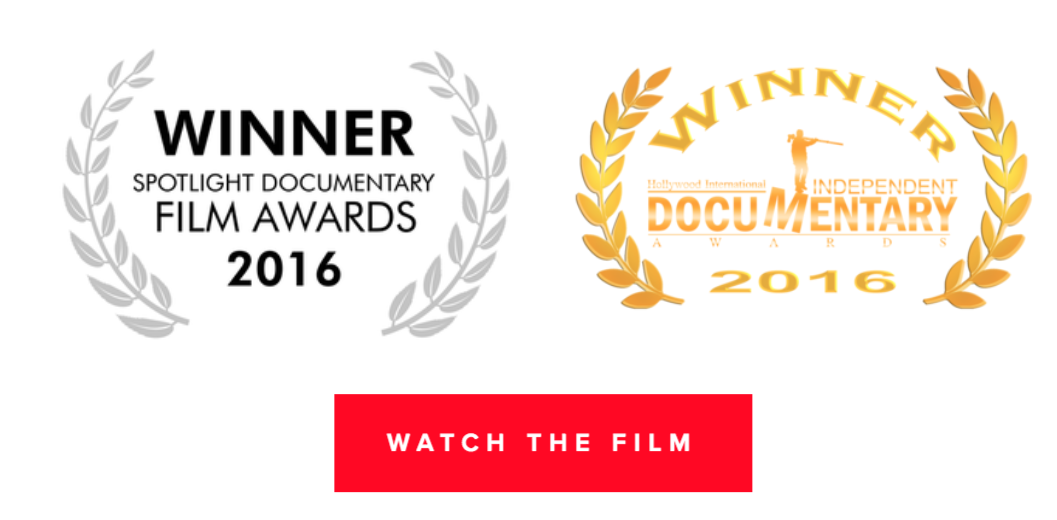 WINNER
SPOTLIGHT DOCUMENTARY
FILM AWARDS
2016
WINNER
Hollywood International INDEPENDENT
DOCUMENTARY
AWARDS
2016
WATCH THE FILM